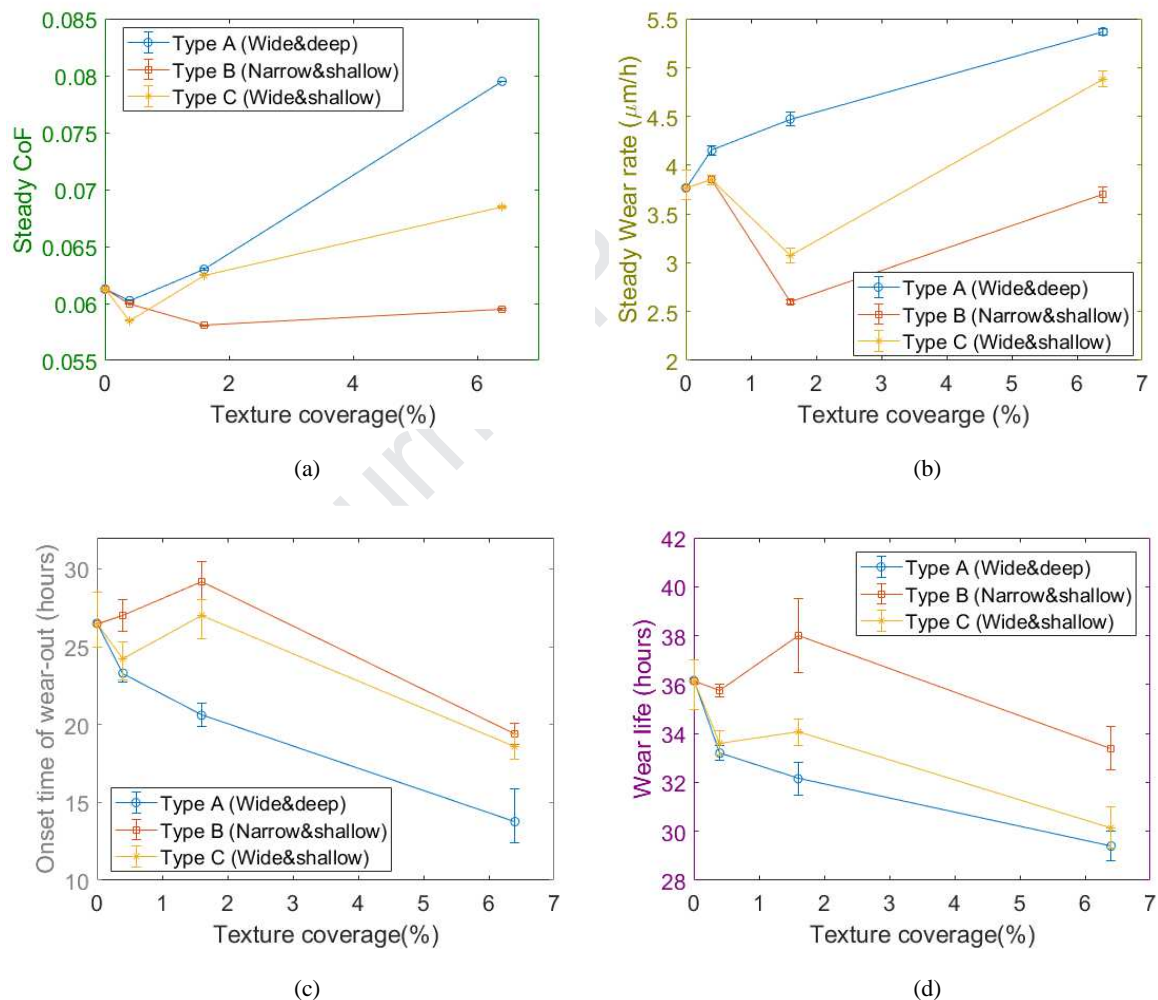 0.085
0.08
0.075
0.07
0.065
0.06
0.055
Steady CoF
Type A (Wide&deep)
Type B (Narrow&shallow)
Type C (Wide&shallow)
0 2 4 6
Texture coverage(%)
(a)
5.5
5
4.5
4
3.5
3
2.5
2
Steady Wear rate (μm/h)
Type A (Wide&deep)
Type B (Narrow&shallow)
Type C (Wide&shallow)
0 1 2 3 4 5 6 7
Texture covearge (%)
(b)
30
25
20
15
10
Onset time of wear-out (hours)
Type A (Wide&deep)
Type B (Narrow&shallow)
Type C (Wide&shallow)
0 1 2 3 4 5 6 7
Texture coverage(%)
(c)
42
40
38
36
34
32
30
28
Wear life (hours)
Type A (Wide&deep)
Type B (Narrow&shallow)
Type C (Wide&shallow)
0 1 2 3 4 5 6 7
Texture coverage(%)
(d)